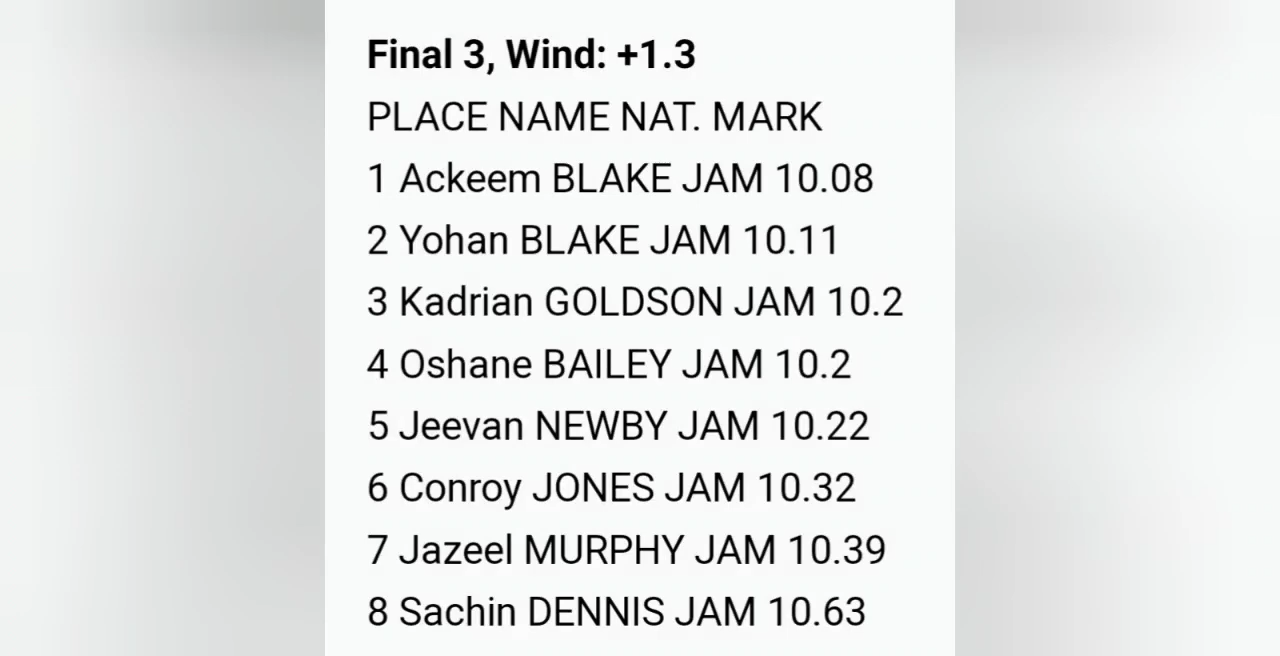 Final 3, Wind: +1.3
PLACE NAME NAT. MARK
1 Ackeem BLAKE JAM 10.08
2 Yohan BLAKE JAM 10.11
3 Kadrian GOLDSON JAM 10.2
4 Oshane BAILEY JAM 10.2
5 Jeevan NEWBY JAM 10.22
6 Conroy JONES JAM 10.32
7 Jazeel MURPHY JAM 10.39
8 Sachin DENNIS JAM 10.63